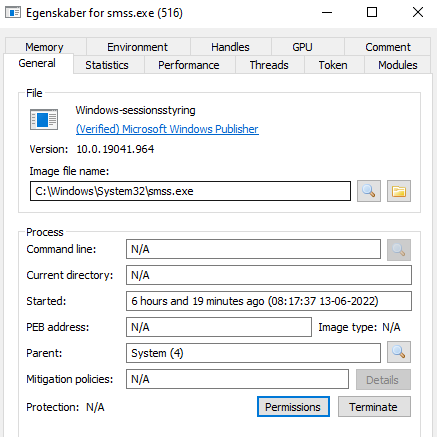 Egenskaber for smss.exe (516)
Memory Environment Handles GPU Comment
General Statistics Performance Threads Token Modules
File
Windows-sessionsstyring
(Verified) Microsoft Windows Publisher
Version: 10.0.19041.964
Image file name:
C:\Windows\System32\smss.exe
Process
Command line: N/A
Current directory: N/A
Started: 6 hours and 19 minutes ago (08:17:37 13-06-2022)
PEB address: N/A Image type: N/A
Parent: System (4)
Mitigation policies: N/A Details
Protection: N/A Permissions Terminate